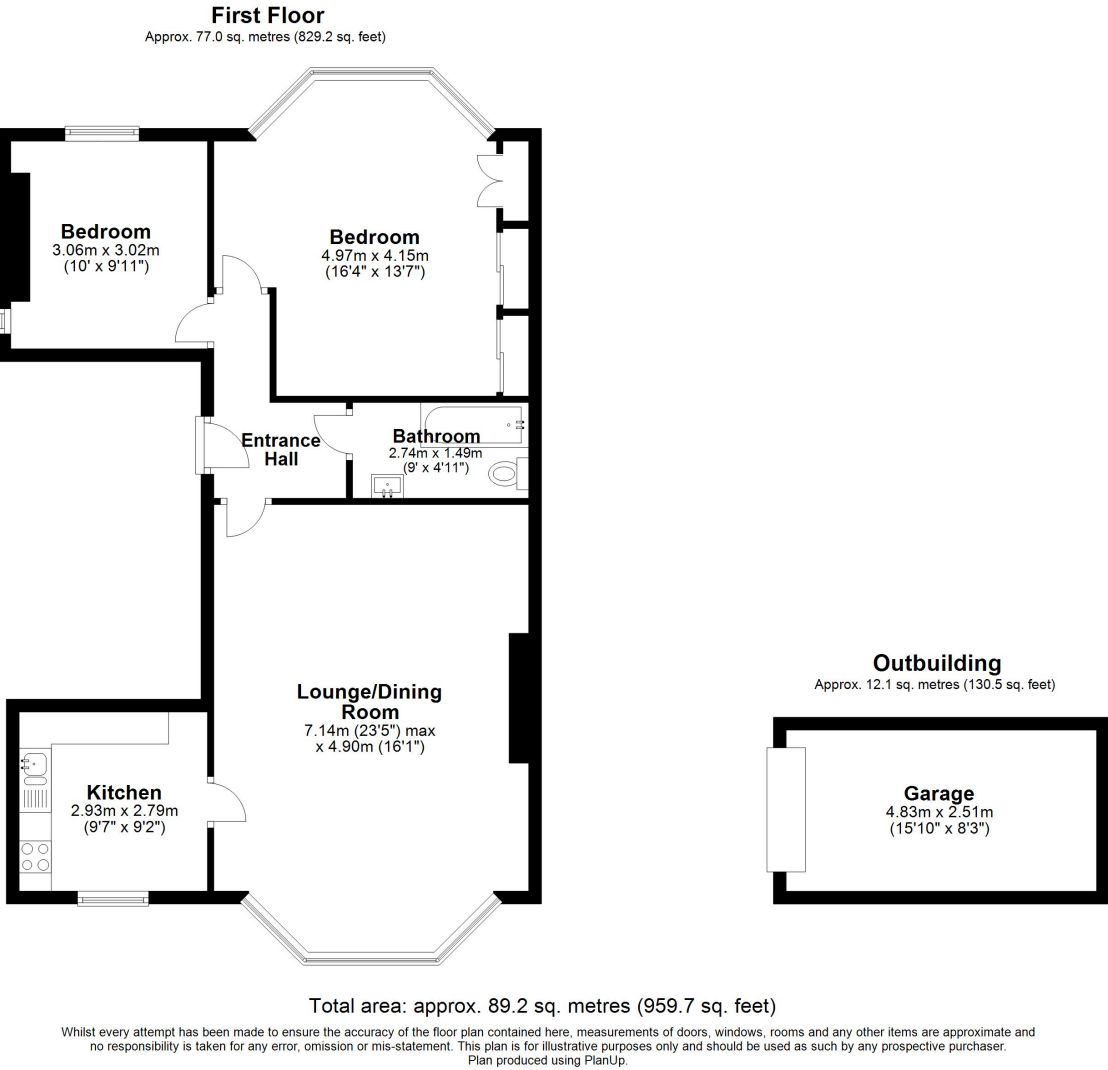 First Floor
Approx. 77.0 sq. metres (829.2 sq. feet)
Bedroom
3.06m x 3.02m
(10' x 9'11")
Bedroom
4.97m x 4.15m
(16'4" x 13'7")
Entrance
Hall
Bathroom
2.74m x 1.49m
(9' x 4'11")
Lounge/Dining
Room
7.14m (23'5") max
x 4.90m (16'1")
Kitchen
2.93m x 2.79m
(9'7" x 9'2")
Outbuilding
Approx. 12.1 sq. metres (130.5 sq. feet)
Garage
4.83m x 2.51m
(15'10" x 8'3")
Total area: approx. 89.2 sq. metres (959.7 sq. feet)
Whilst every attempt has been made to ensure the accuracy of the floor plan contained here, measurements of doors, windows, rooms and any other items are approximate and
no responsibility is taken for any error, omission or mis-statement. This plan is for illustrative purposes only and should be used as such by any prospective purchaser.
Plan produced using PlanUp.